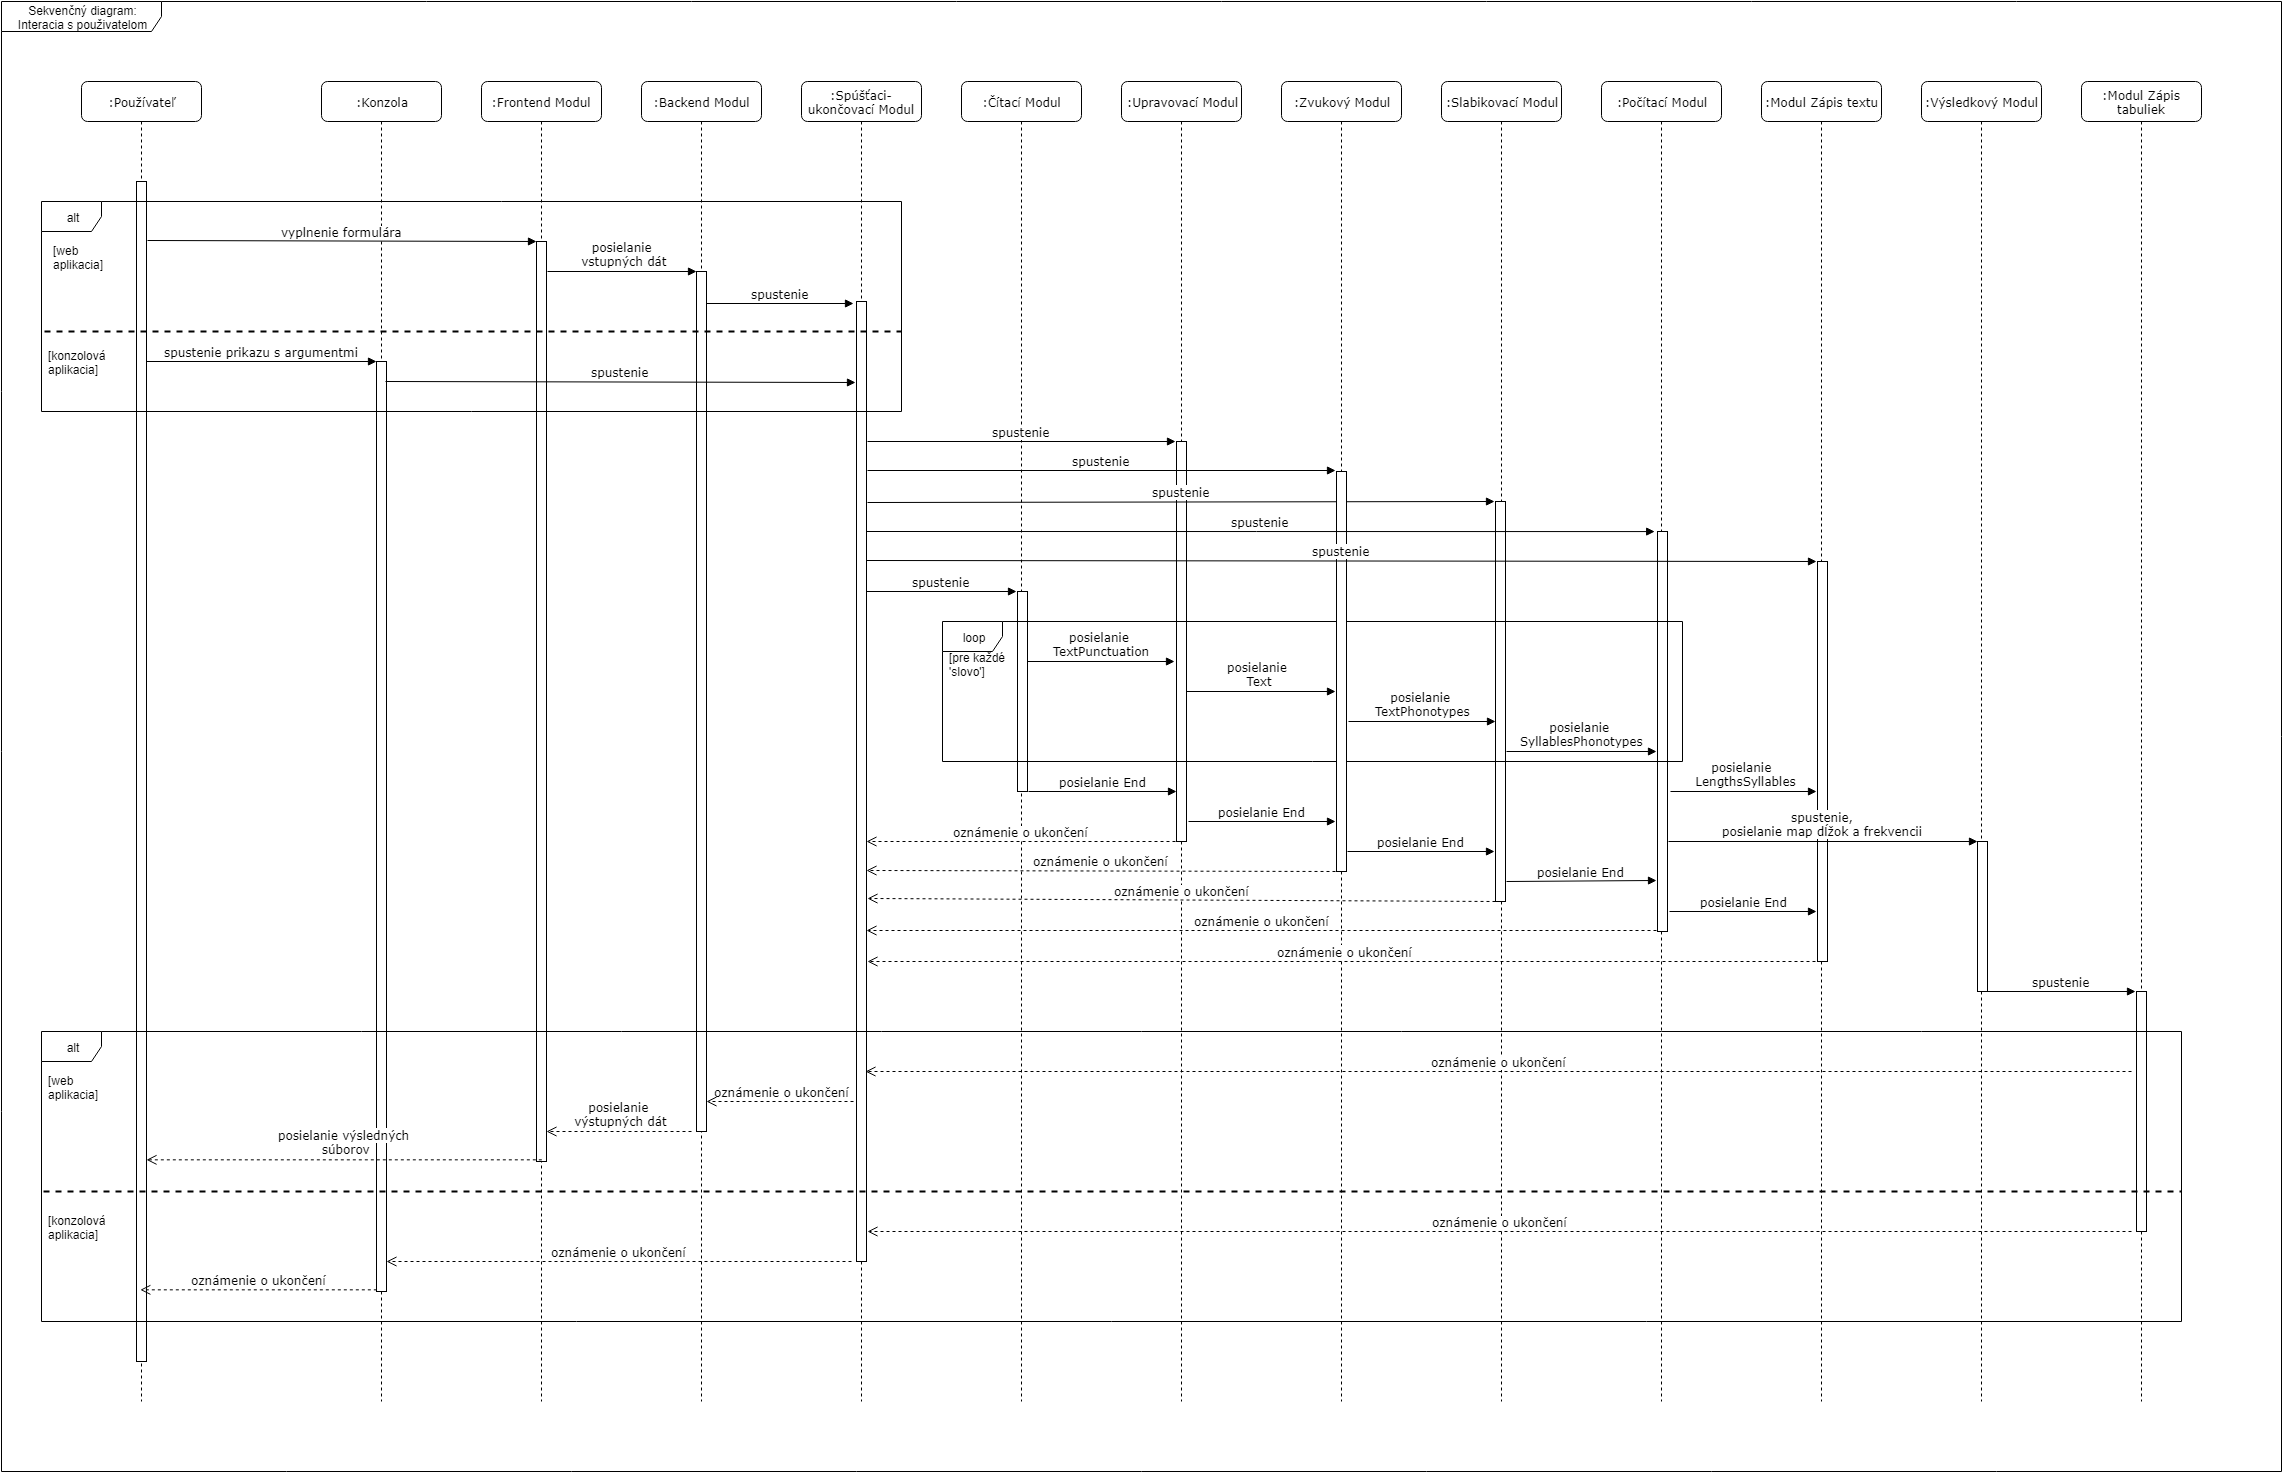 Sekvenčný diagram:
Interacia s použivatelom
:Používateľ
:Konzola
:Frontend Modul
:Backend Modul
:Spúšťaci-
ukončovací Modul
:Čítací Modul
:Upravovací Modul
:Zvukový Modul
:Slabikovací Modul
:Počítací Modul
:Modul Zápis textu
:Výsledkový Modul
:Modul Zápis
tabuliek
alt
[web
aplikacia]
vyplnenie formulára
posielanie
vstupných dát
spustenie
[konzolová
aplikacia]
spustenie prikazu s argumentmi
spustenie
spustenie
spustenie
spustenie
spustenie
spustenie
spustenie
loop
[pre každé
'slovo']
posielanie
TextPunctuation
posielanie
Text
posielanie
TextPhonotypes
posielanie
SyllablesPhonotypes
posielanie
LengthsSyllables
posielanie End
posielanie End
spustenie,
posielanie map dĺžok a frekvencii
oznámenie o ukončení
posielanie End
oznámenie o ukončení
posielanie End
oznámenie o ukončení
posielanie End
oznámenie o ukončení
oznámenie o ukončení
spustenie
alt
[web
aplikacia]
oznámenie o ukončení
oznámenie o ukončení
posielanie
výstupných dát
posielanie výsledných
súborov
[konzolová
aplikacia]
oznámenie o ukončení
oznámenie o ukončení
oznámenie o ukončení